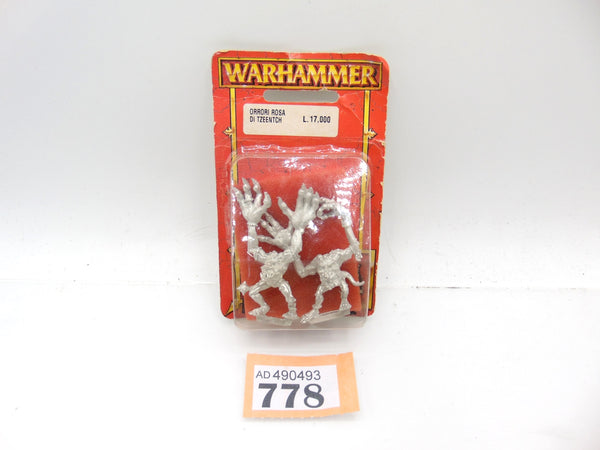 WARHAMMER
ORRORI ROSA
DI TZEENTCH L. 17.000
AD 490493
778